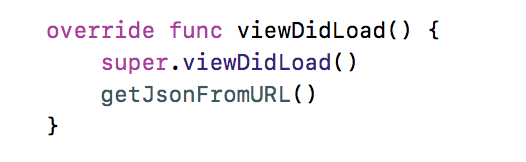 override func viewDidLoad() {
    super.viewDidLoad()
    getJsonFromURL()
}